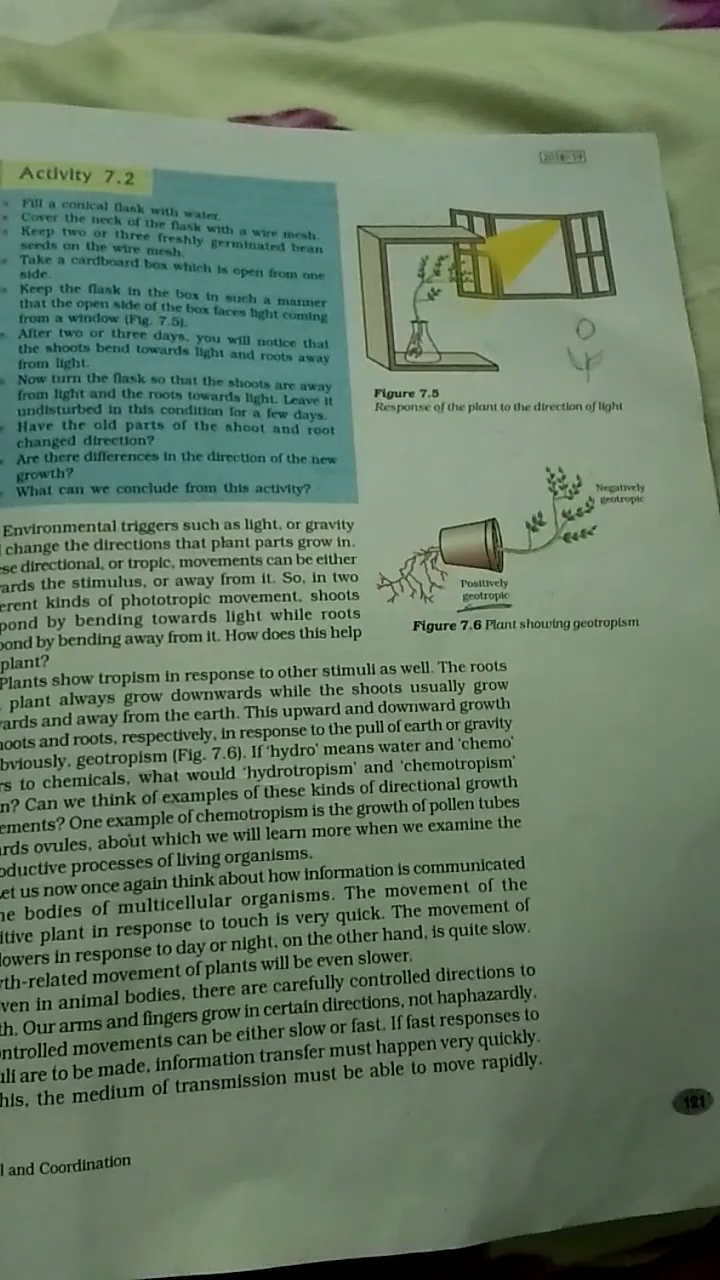 2018-19
Activity 7.2
Fill a conical flask with water.
Cover the neck of the flask with a wire mesh.
Keep two or three freshly germinated bean
seeds on the wire mesh.
Take a cardboard box which is open from one
side.
Keep the flask in the box in such a manner
that the open side of the box faces light coming
from a window (Fig. 7.5).
After two or three days, you will notice that
the shoots bend towards light and roots away
from light.
Now turn the flask so that the shoots are away
from light and the roots towards light. Leave it
undisturbed in this condition for a few days.
Have the old parts of the shoot and root
changed direction?
Are there differences in the direction of the new
growth?
What can we conclude from this activity?
Figure 7.5
Response of the plant to the direction of light
Negatively
geotropic
Positively
geotropic
Figure 7.6 Plant showing geotropism
Environmental triggers such as light, or gravity
change the directions that plant parts grow in.
se directional, or tropic, movements can be either
ards the stimulus, or away from it. So, in two
erent kinds of phototropic movement, shoots
pond by bending towards light while roots
pond by bending away from it. How does this help
plant?
Plants show tropism in response to other stimuli as well. The roots
plant always grow downwards while the shoots usually grow
ards and away from the earth. This upward and downward growth
hoots and roots, respectively, in response to the pull of earth or gravity
bviously, geotropism (Fig. 7.6). If 'hydro' means water and 'chemo'
rs to chemicals, what would 'hydrotropism' and 'chemotropism'
n? Can we think of examples of these kinds of directional growth
ements? One example of chemotropism is the growth of pollen tubes
ards ovules, about which we will learn more when we examine the
oductive processes of living organisms.
et us now once again think about how information is communicated
he bodies of multicellular organisms. The movement of the
itive plant in response to touch is very quick. The movement of
lowers in response to day or night, on the other hand, is quite slow.
th-related movement of plants will be even slower.
ven in animal bodies, there are carefully controlled directions to
th. Our arms and fingers grow in certain directions, not haphazardly.
ntrolled movements can be either slow or fast. If fast responses to
uli are to be made, information transfer must happen very quickly.
his, the medium of transmission must be able to move rapidly.
121
l and Coordination